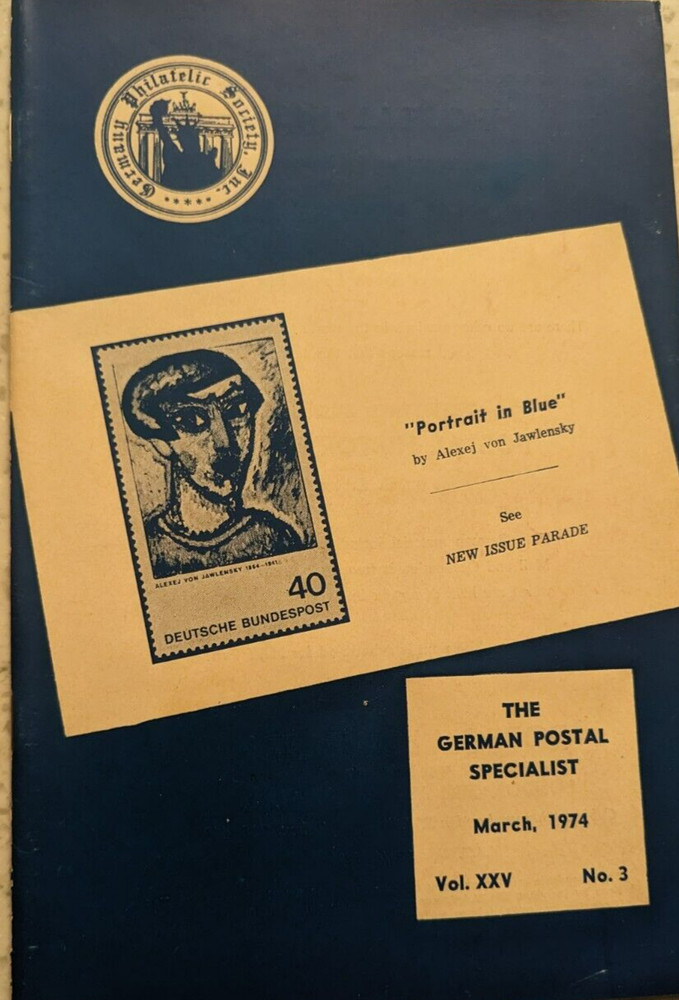 Germany Philatelic Society, Inc.
*****
"Portrait in Blue"
by Alexej von Jawlensky
See
NEW ISSUE PARADE
ALEXEJ VON JAWLENSKY 1864-1941
40
DEUTSCHE BUNDESPOST
THE
GERMAN POSTAL
SPECIALIST
March, 1974
Vol. XXV No. 3